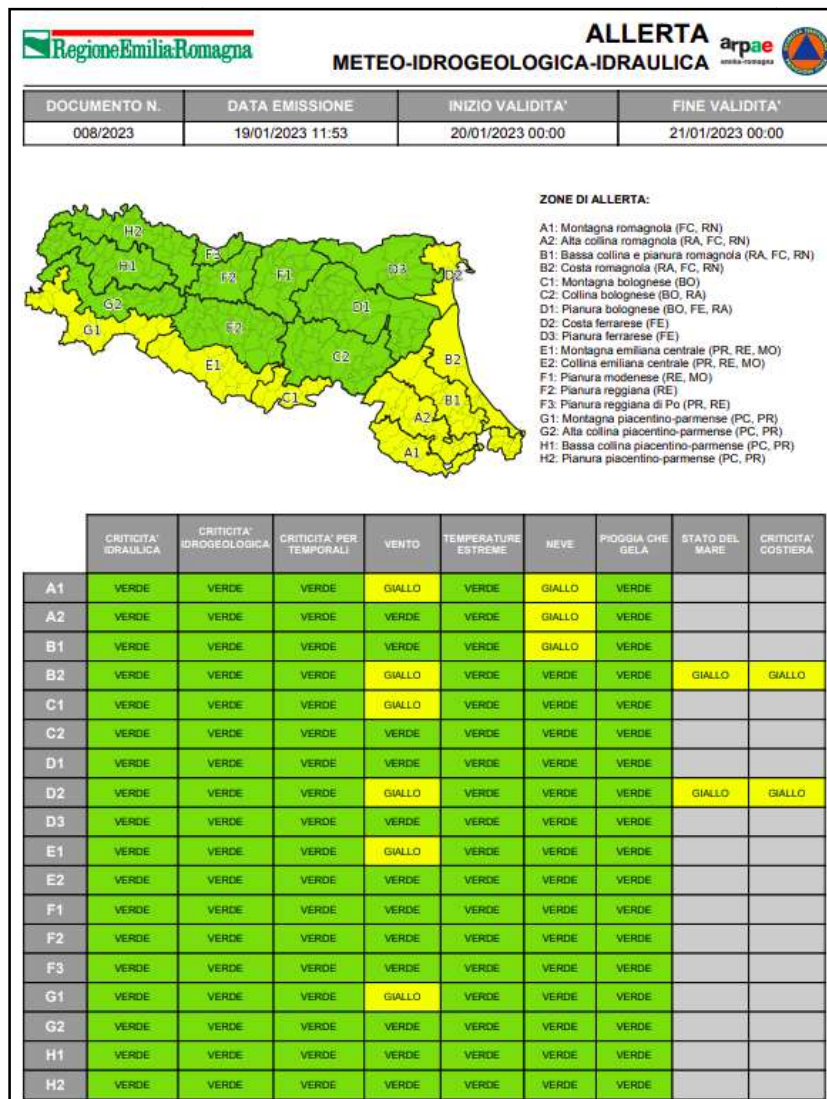 RegioneEmiliaRomagna
ALLERTA
METEO-IDROGEOLOGICA-IDRAULICA
arpae
emilia-romagna
DOCUMENTO N. DATA EMISSIONE INIZIO VALIDITA' FINE VALIDITA'
008/2023 19/01/2023 11:53 20/01/2023 00:00 21/01/2023 00:00
ZONE DI ALLERTA:
A1: Montagna romagnola (FC, RN)
A2: Alta collina romagnola (RA, FC, RN)
B1: Bassa collina e pianura romagnola (RA, FC, RN)
B2: Costa romagnola (RA, FC, RN)
C1: Montagna bolognese (BO)
C2: Collina bolognese (BO, RA)
D1: Pianura bolognese (BO, FE, RA)
D2: Costa ferrarese (FE)
D3: Pianura ferrarese (FE)
E1: Montagna emiliana centrale (PR, RE, MO)
E2: Collina emiliana centrale (PR, RE, MO)
F1: Pianura modenese (RE, MO)
F2: Pianura reggiana (RE)
F3: Pianura reggiana di Po (PR, RE)
G1: Montagna piacentino-parmense (PC, PR)
G2: Alta collina piacentino-parmense (PC, PR)
H1: Bassa collina piacentino-parmense (PC, PR)
H2: Pianura piacentino-parmense (PC, PR)
H2
F3
H1
F2
F1
D3
D2
G2
G1
E2
D1
E1
C2
B2
C1
B1
A2
A1
CRITICITA' IDRAULICA CRITICITA' IDROGEOLOGICA CRITICITA' PER TEMPORALI VENTO TEMPERATURE ESTREME NEVE PIOGGIA CHE GELA STATO DEL MARE CRITICITA' COSTIERA
A1 VERDE VERDE VERDE GIALLO VERDE GIALLO VERDE
A2 VERDE VERDE VERDE VERDE VERDE GIALLO VERDE
B1 VERDE VERDE VERDE VERDE VERDE GIALLO VERDE
B2 VERDE VERDE VERDE GIALLO VERDE VERDE VERDE GIALLO GIALLO
C1 VERDE VERDE VERDE GIALLO VERDE VERDE VERDE
C2 VERDE VERDE VERDE VERDE VERDE VERDE VERDE
D1 VERDE VERDE VERDE VERDE VERDE VERDE VERDE
D2 VERDE VERDE VERDE GIALLO VERDE VERDE VERDE GIALLO GIALLO
D3 VERDE VERDE VERDE VERDE VERDE VERDE VERDE
E1 VERDE VERDE VERDE GIALLO VERDE VERDE VERDE
E2 VERDE VERDE VERDE VERDE VERDE VERDE VERDE
F1 VERDE VERDE VERDE VERDE VERDE VERDE VERDE
F2 VERDE VERDE VERDE VERDE VERDE VERDE VERDE
F3 VERDE VERDE VERDE VERDE VERDE VERDE VERDE
G1 VERDE VERDE VERDE GIALLO VERDE VERDE VERDE
G2 VERDE VERDE VERDE VERDE VERDE VERDE VERDE
H1 VERDE VERDE VERDE VERDE VERDE VERDE VERDE
H2 VERDE VERDE VERDE VERDE VERDE VERDE VERDE